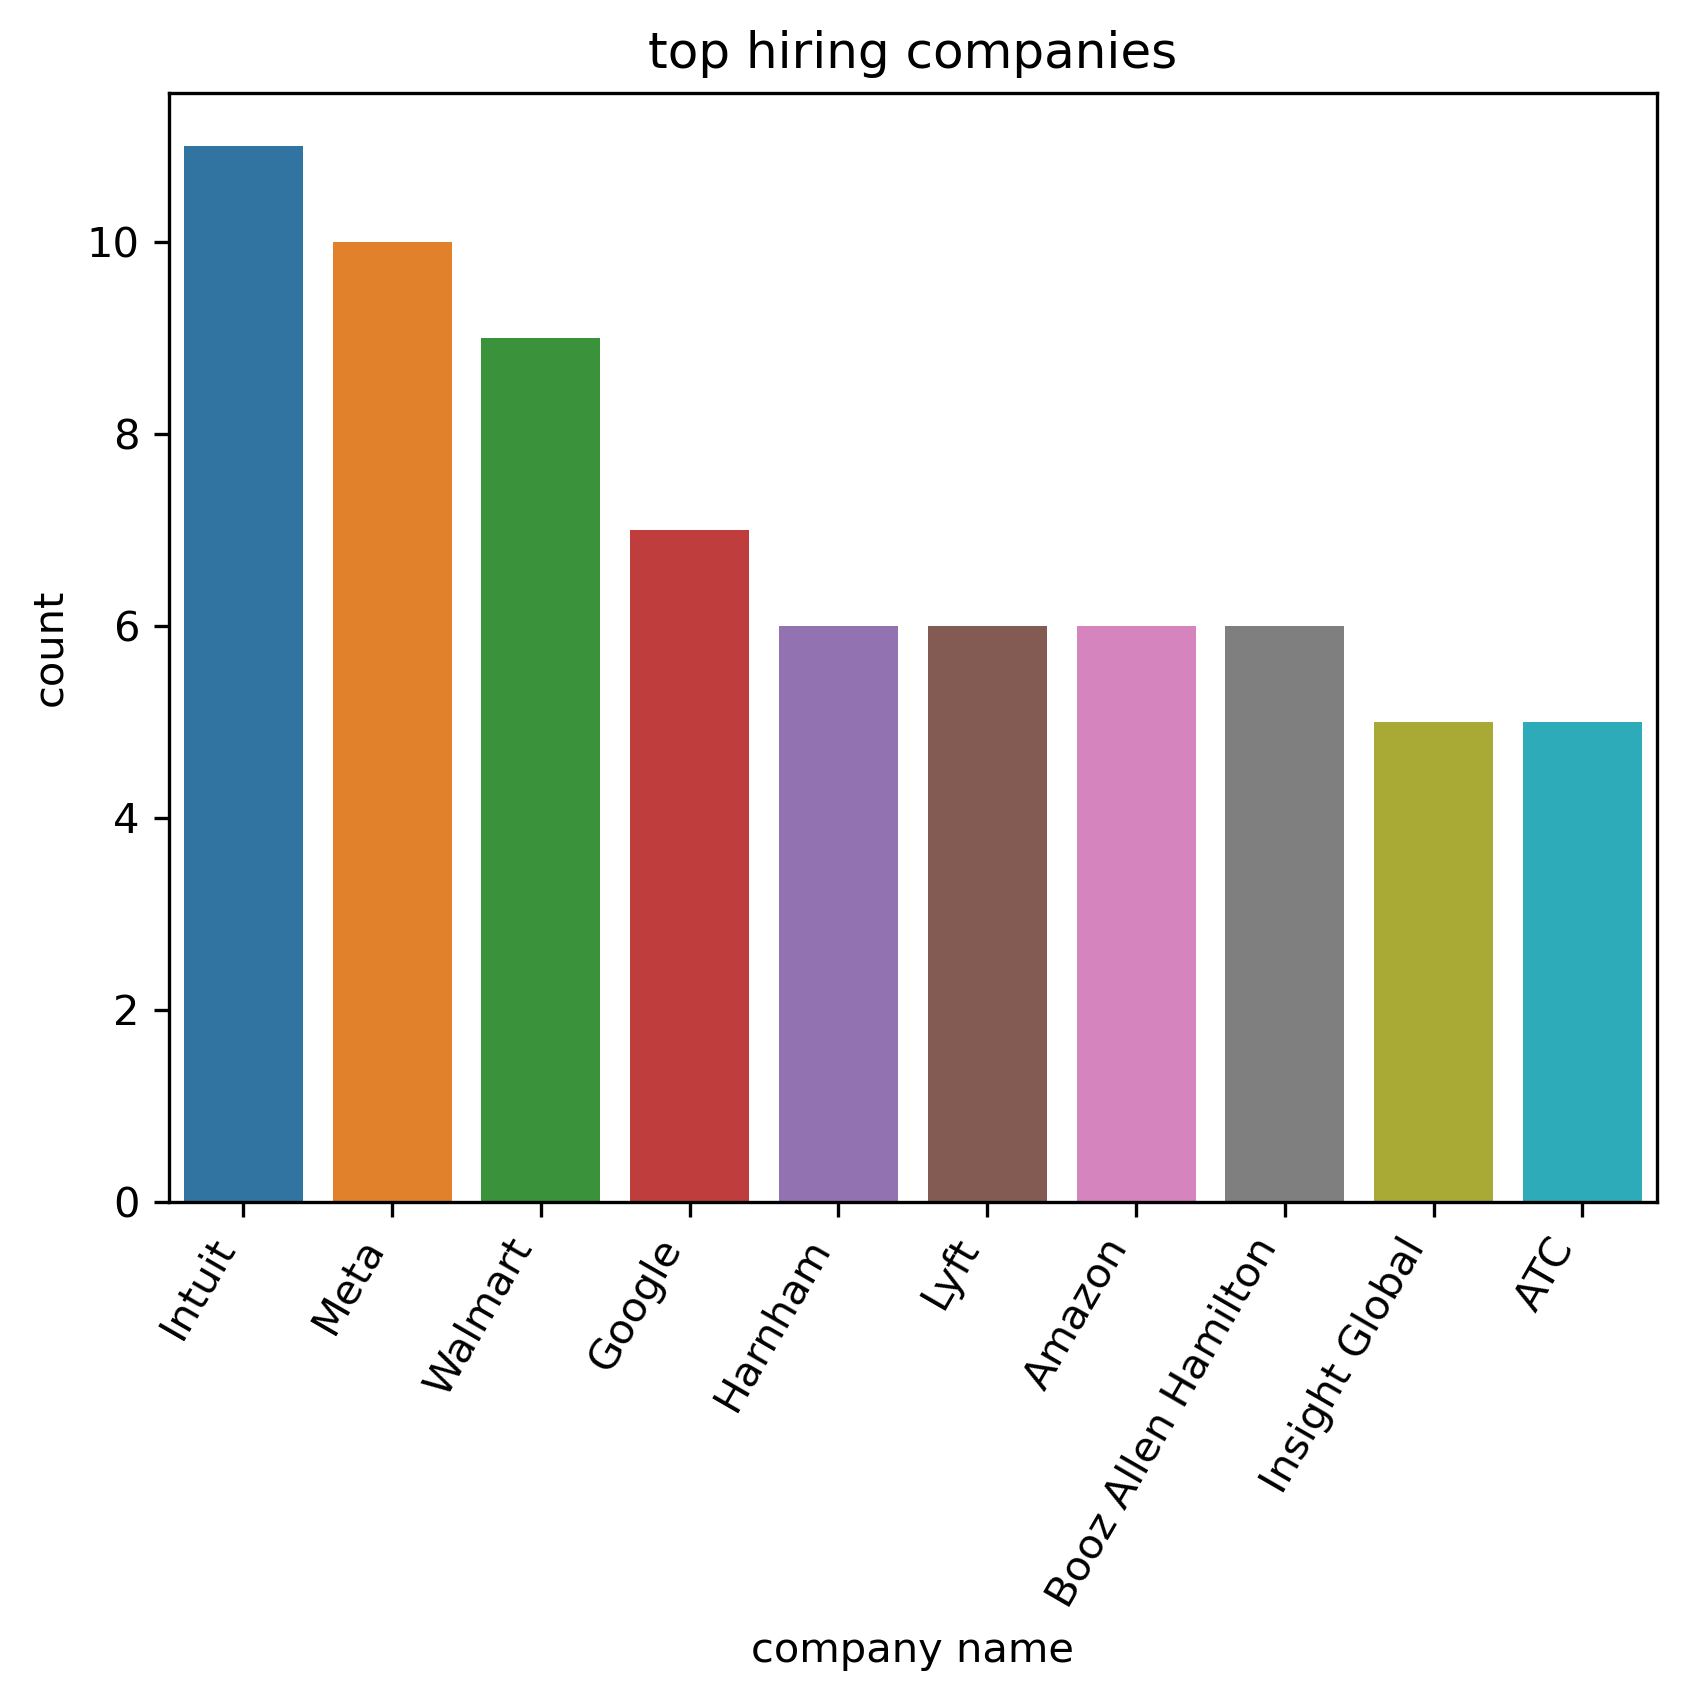 top hiring companies
count
10
8
6
4
2
0
Intuit
Meta
Walmart
Google
Harnham
Lyft
Amazon
Booz Allen Hamilton
Insight Global
ATC
company name